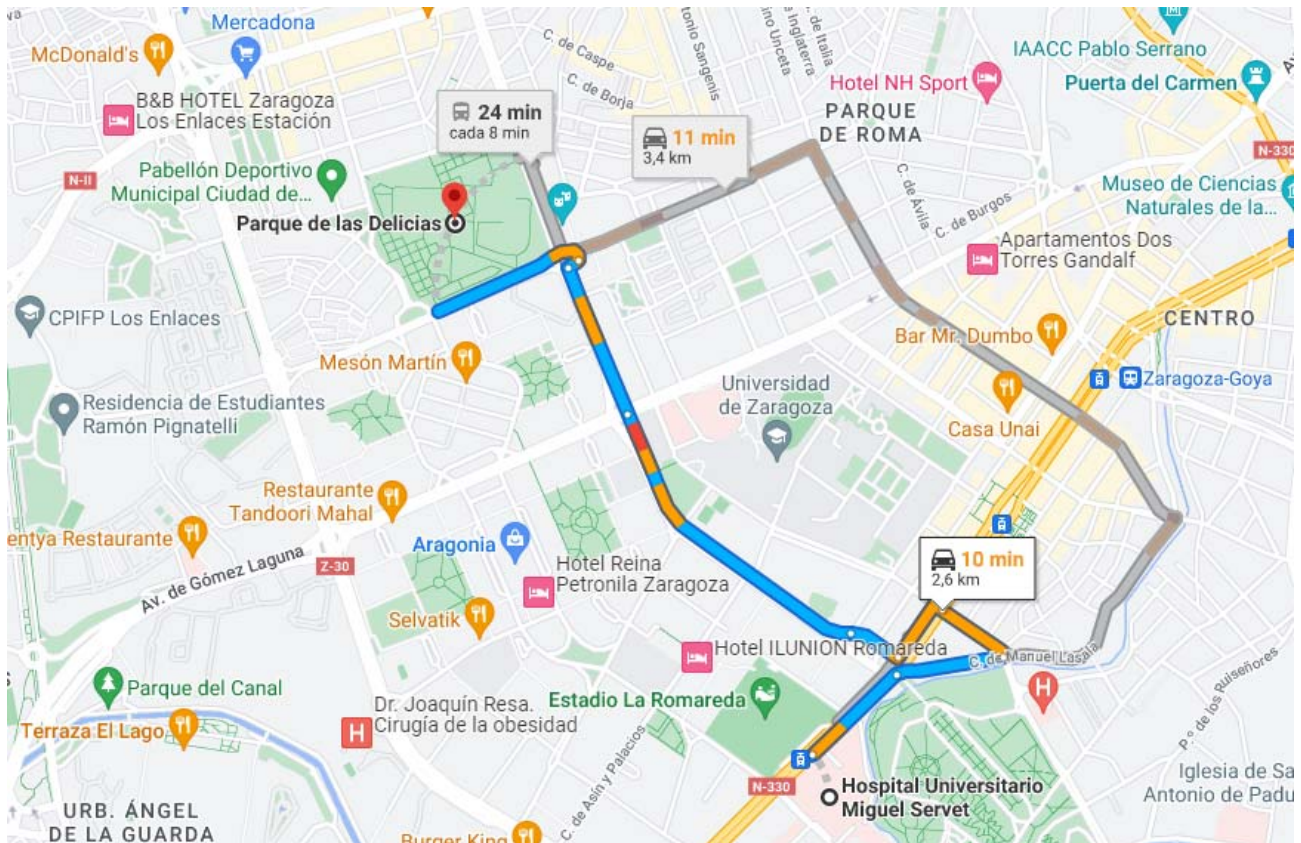 Mercadona
McDonald's
C. de Caspe
C. de Borja
IAACC Pablo Serrano
Puerta del Carmen
Hotel NH Sport
B&B HOTEL Zaragoza
Los Enlaces Estación
24 min
cada 8 min
11 min
3,4 km
PARQUE
DE ROMA
N-330
N-II
Pabellón Deportivo
Municipal Ciudad de...
Parque de las Delicias
C. de Ávila
C. de Burgos
Museo de Ciencias
Naturales de la...
Apartamentos Dos
Torres Gandalf
CPIFP Los Enlaces
CENTRO
Bar Mr. Dumbo
Mesón Martín
Universidad
de Zaragoza
Zaragoza-Goya
Residencia de Estudiantes
Ramón Pignatelli
Casa Unai
Restaurante
Tandoori Mahal
entya Restaurante
Aragonia
Av. de Gómez Laguna
Z-30
Hotel Reina
Petronila Zaragoza
10 min
2,6 km
Selvatik
Hotel ILUNION Romareda
C. de Manuel Lasala
Parque del Canal
Estadio La Romareda
H
Dr. Joaquín Resa.
Cirugía de la obesidad
H
Terraza El Lago
P.º de los Ruiseñores
C. de Asín y Palacios
N-330
Hospital Universitario
Miguel Servet
Iglesia de Sa
Antonio de Padu
URB. ÁNGEL
DE LA GUARDA
Burger King